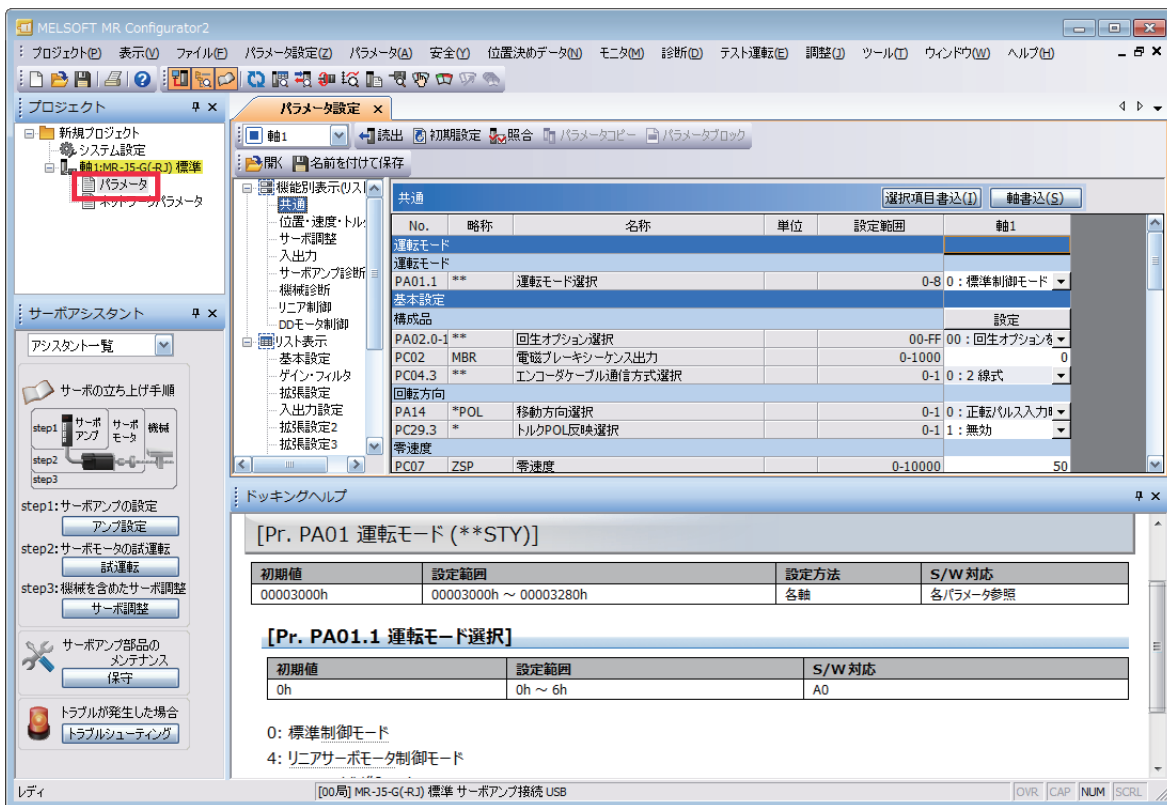 MELSOFT MR Configurator2
プロジェクト(P) 表示(V) ファイル(F) パラメータ設定(Z) パラメータ(A) 安全(Y) 位置決めデータ(N) モニタ(M) 診断(D) テスト運転(E) 調整(J) ツール(T) ウィンドウ(W) ヘルプ(H)
プロジェクト
新規プロジェクト
システム設定
軸1:MR-J5-G(-RJ) 標準
パラメータ
ネットワークパラメータ
サーボアシスタント
アシスタント一覧
サーボの立ち上げ手順
step1 サーボアンプ サーボモータ 機械
step2
step3
step1:サーボアンプの設定
アンプ設定
step2:サーボモータの試運転
試運転
step3:機械を含めたサーボ調整
サーボ調整
サーボアンプ部品の
メンテナンス
保守
トラブルが発生した場合
トラブルシューティング
パラメータ設定
軸1 読出 初期設定 照合 パラメータコピー パラメータブロック
開く 名前を付けて保存
機能別表示(リスト
共通
位置・速度・トル
サーボ調整
入出力
サーボアンプ診断
機械診断
リニア制御
DDモータ制御
リスト表示
基本設定
ゲイン・フィルタ
拡張設定
入出力設定
拡張設定2
拡張設定3
共通 選択項目書込(I) 軸書込(S)
No. 略称 名称 単位 設定範囲 軸1
運転モード
運転モード
PA01.1 ** 運転モード選択 0-8 0：標準制御モード
基本設定
構成品 設定
PA02.0-1 ** 回生オプション選択 00-FF 00：回生オプションを
PC02 MBR 電磁ブレーキシーケンス出力 0-1000 0
PC04.3 ** エンコーダケーブル通信方式選択 0-1 0：2 線式
回転方向
PA14 *POL 移動方向選択 0-1 0：正転パルス入力
PC29.3 * トルクPOL反映選択 0-1 1：無効
零速度
PC07 ZSP 零速度 0-10000 50
ドッキングヘルプ
[Pr. PA01 運転モード (**STY)]
初期値 設定範囲 設定方法 S/W対応
00003000h 00003000h ～ 00003280h 各軸 各パラメータ参照
[Pr. PA01.1 運転モード選択]
初期値 設定範囲 S/W対応
0h 0h ～ 6h A0
0: 標準制御モード
4: リニアサーボモータ制御モード
レディ [00局] MR-J5-G(-RJ) 標準 サーボアンプ接続 USB OVR CAP NUM SCRL